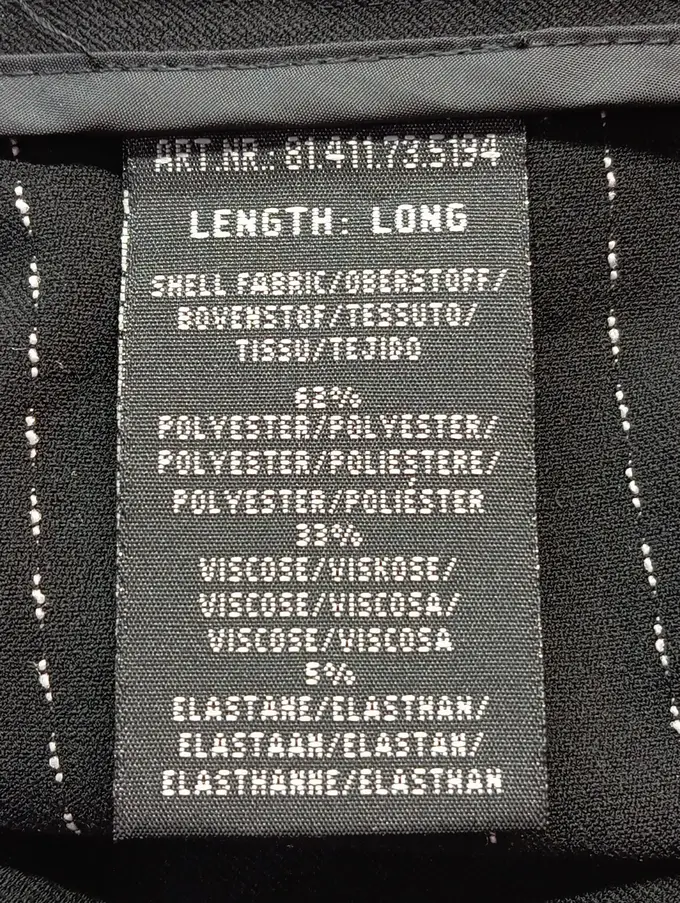 ART.NR.: 81.411.73.5194
LENGTH: LONG
SHELL FABRIC/OBERSTOFF/
BOVENSTOF/TESSUTO/
TISSU/TEJIDO
62%
POLYESTER/POLYESTER/
POLYESTER/POLIESTERE/
POLYESTER/POLIÉSTER
33%
VISCOSE/VISKOSE/
VISCOSE/VISCOSA/
VISCOSE/VISCOSA
5%
ELASTANE/ELASTHAN/
ELASTAAN/ELASTAN/
ELASTHANNE/ELASTHAN